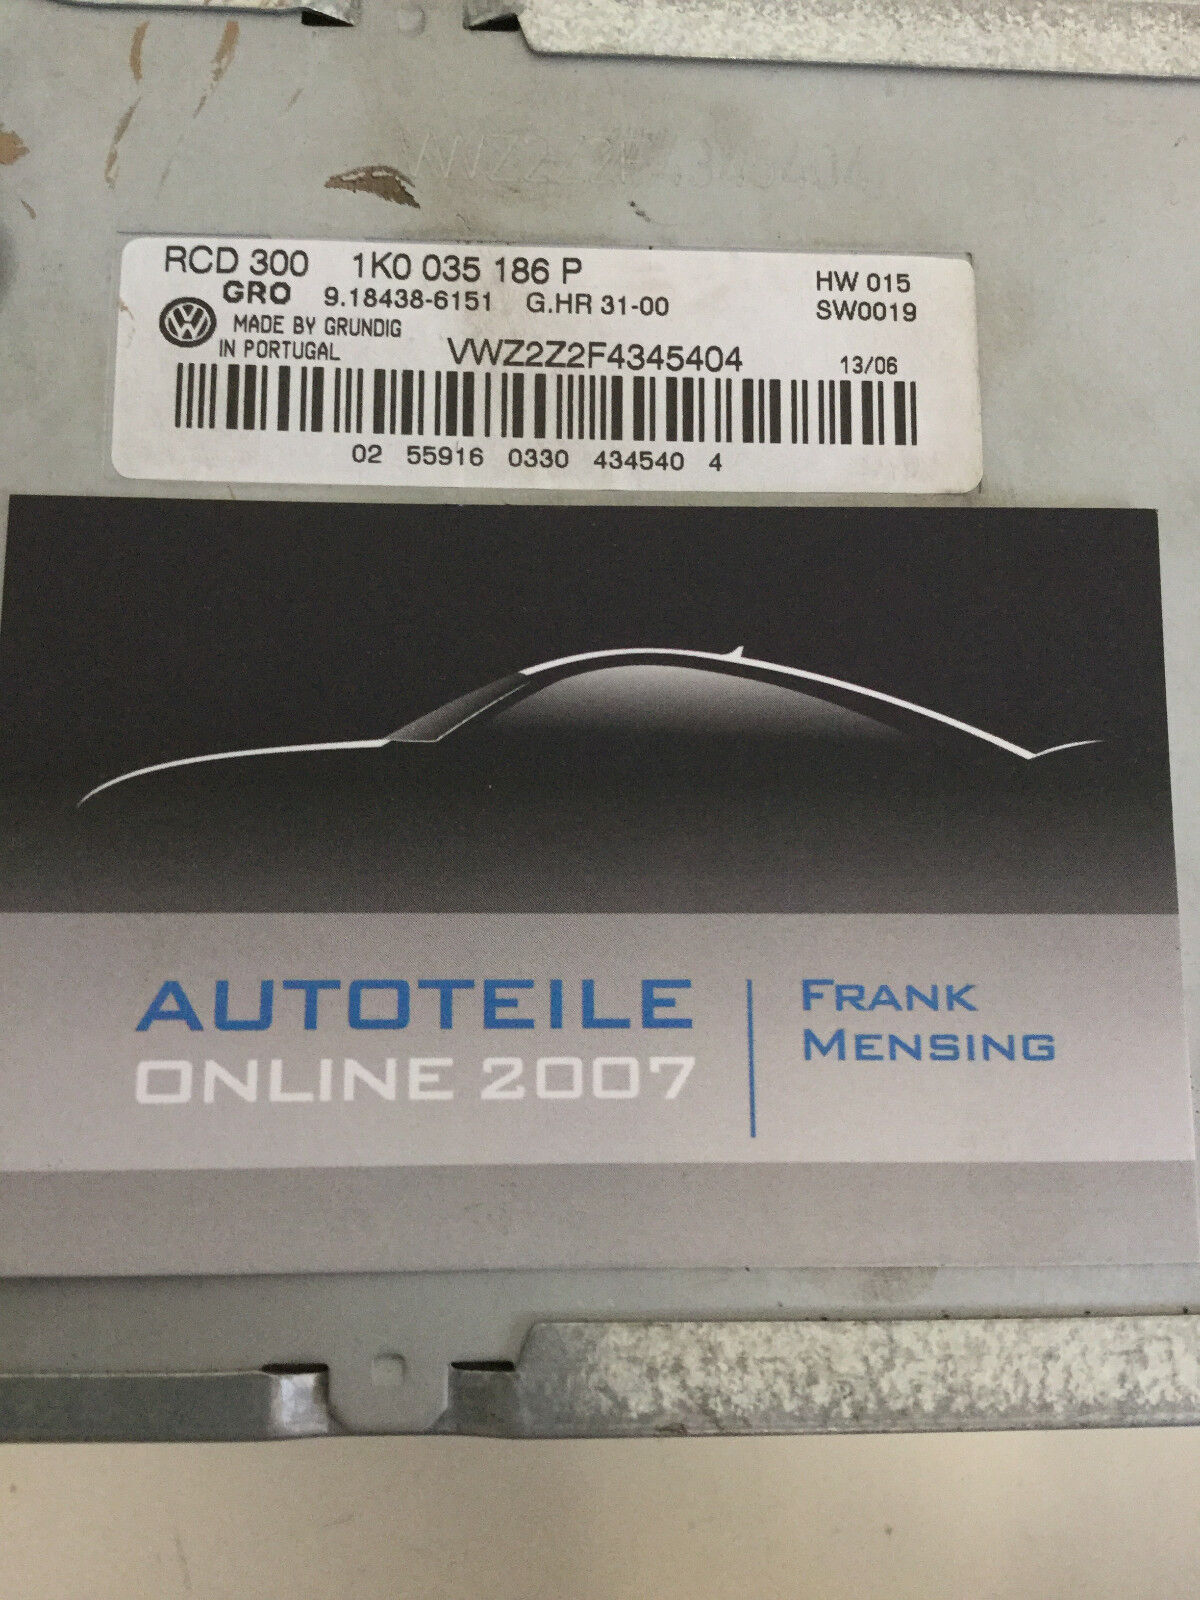 RCD 300 1K0 035 186 P HW 015
GRO 9.18438-6151 G.HR 31-00 SW0019
MADE BY GRUNDIG
IN PORTUGAL VWZ2Z2F4345404 13/06
02 55916 0330 434540 4
AUTOTEILE
ONLINE 2007
FRANK
MENSING